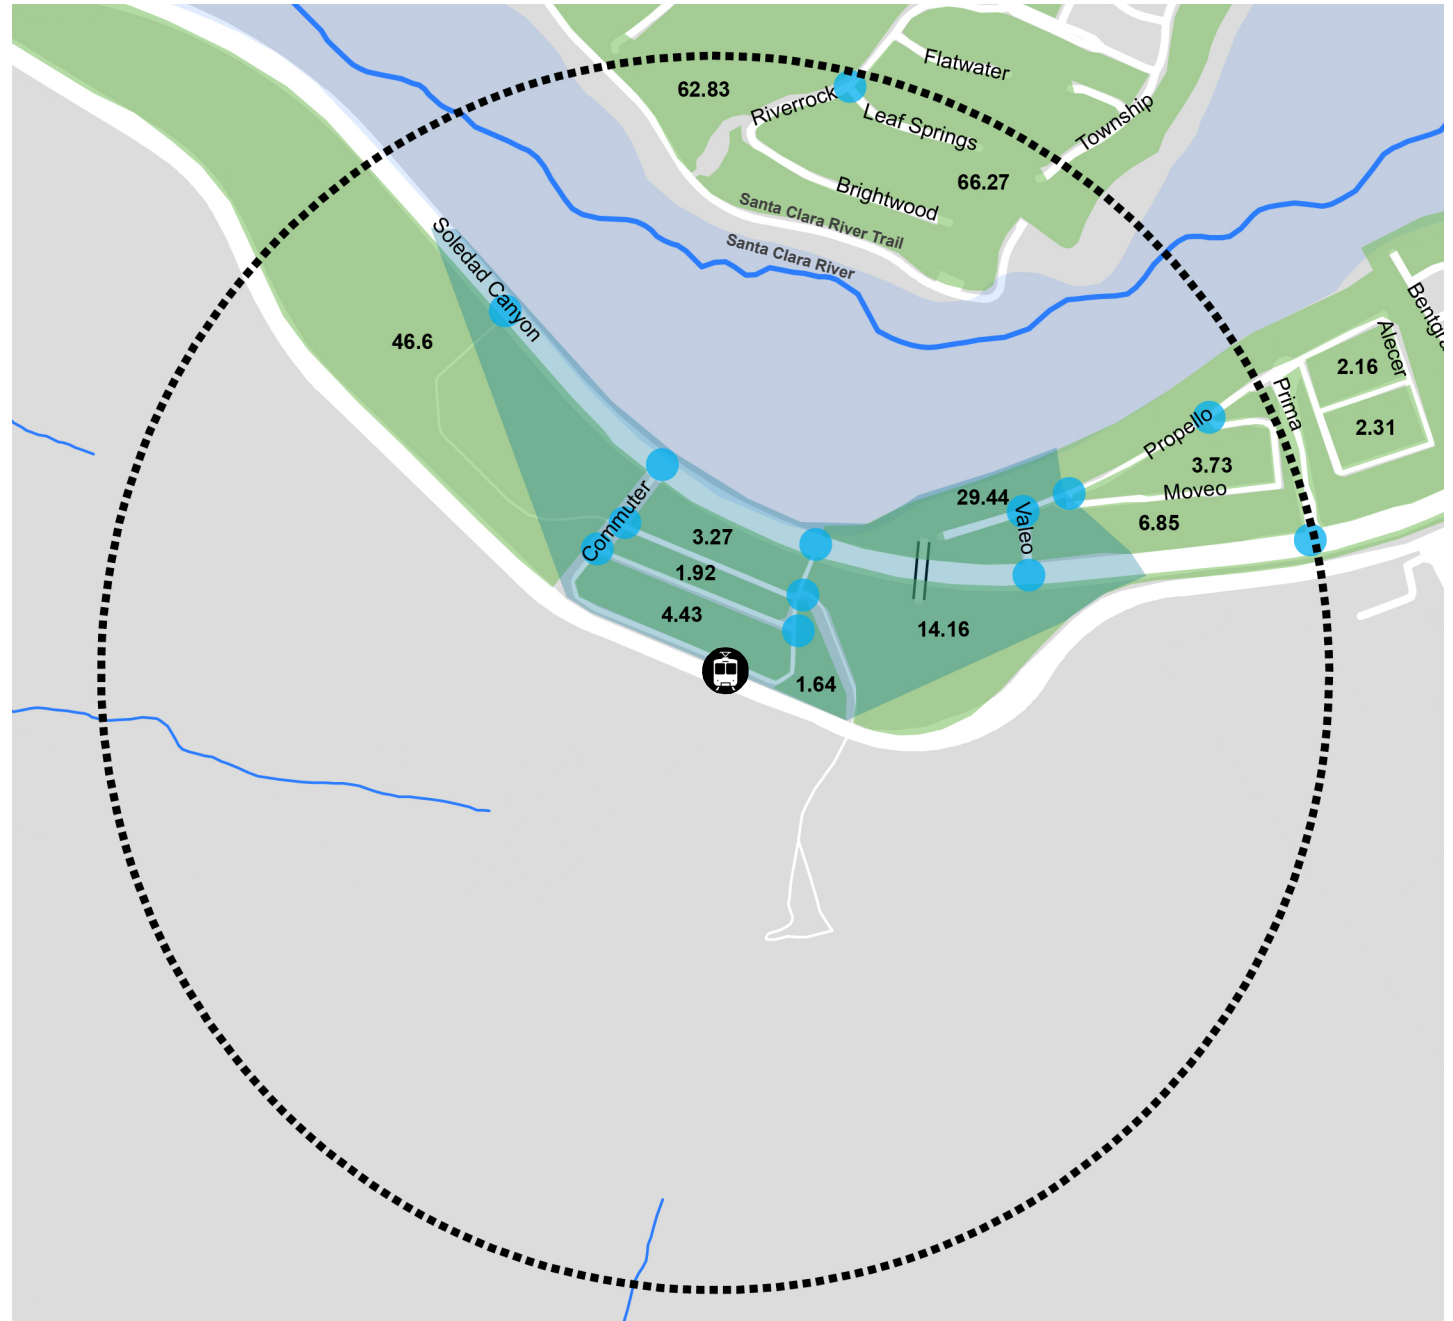 Flatwater
62.83
Riverrock
Leaf Springs
Township
66.27
Brightwood
Santa Clara River Trail
Santa Clara River
Soledad Canyon
46.6
Bentgra
Alecer
2.16
Prima
2.31
Propello
3.73
Moveo
29.44
Valeo
6.85
Commuter
3.27
1.92
4.43
14.16
1.64